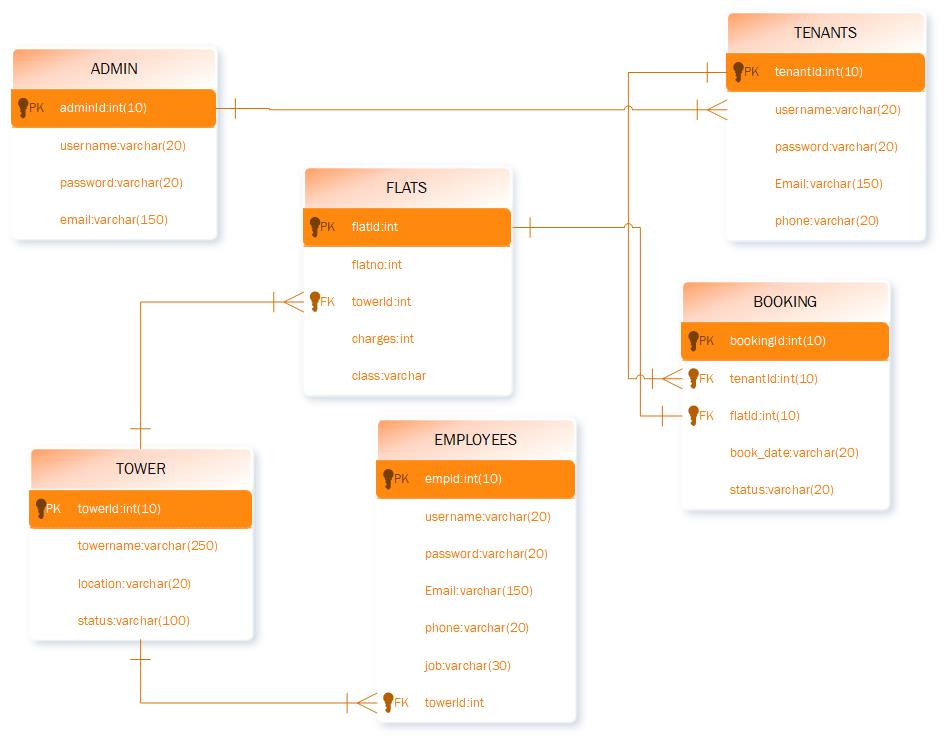 ADMIN
PK adminId:int(10)
username:varchar(20)
password:varchar(20)
email:varchar(150)
TENANTS
PK tenantId:int(10)
username:varchar(20)
password:varchar(20)
Email:varchar(150)
phone:varchar(20)
FLATS
PK flatId:int
flatno:int
FK towerId:int
charges:int
class:varchar
BOOKING
PK bookingId:int(10)
FK tenantId:int(10)
FK flatId:int(10)
book_date:varchar(20)
status:varchar(20)
TOWER
PK towerId:int(10)
towername:varchar(250)
location:varchar(20)
status:varchar(100)
EMPLOYEES
PK empId:int(10)
username:varchar(20)
password:varchar(20)
Email:varchar(150)
phone:varchar(20)
job:varchar(30)
FK towerId:int